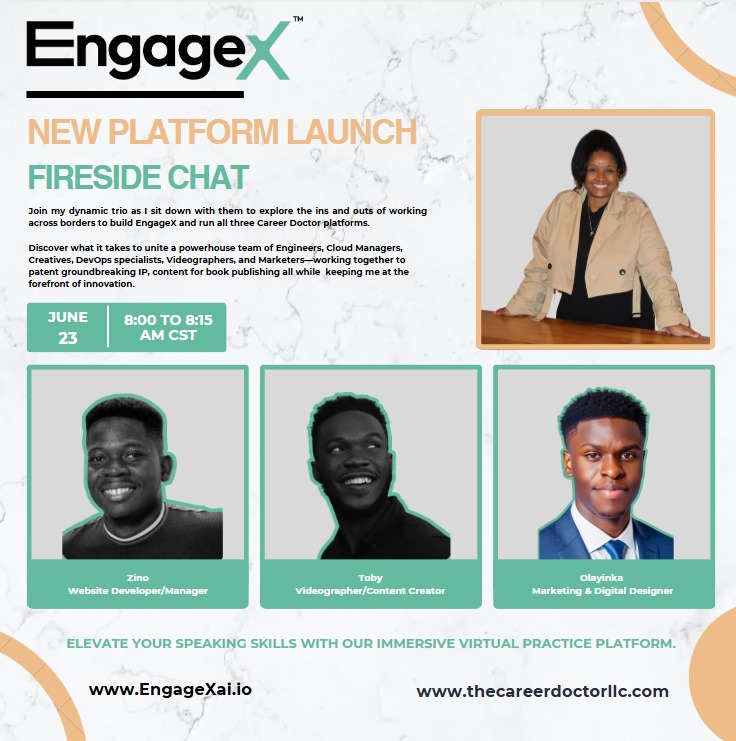 EngageX™
NEW PLATFORM LAUNCH
FIRESIDE CHAT
Join my dynamic trio as I sit down with them to explore the ins and outs of working
across borders to build EngageX and run all three Career Doctor platforms.
Discover what it takes to unite a powerhouse team of Engineers, Cloud Managers,
Creatives, DevOps specialists, Videographers, and Marketers—working together to
patent groundbreaking IP, content for book publishing all while keeping me at the
forefront of innovation.
JUNE
23
8:00 TO 8:15
AM CST
Zino
Website Developer/Manager
Toby
Videographer/Content Creator
Olayinka
Marketing & Digital Designer
ELEVATE YOUR SPEAKING SKILLS WITH OUR IMMERSIVE VIRTUAL PRACTICE PLATFORM.
www.EngageXai.io
www.thecareerdoctorllc.com